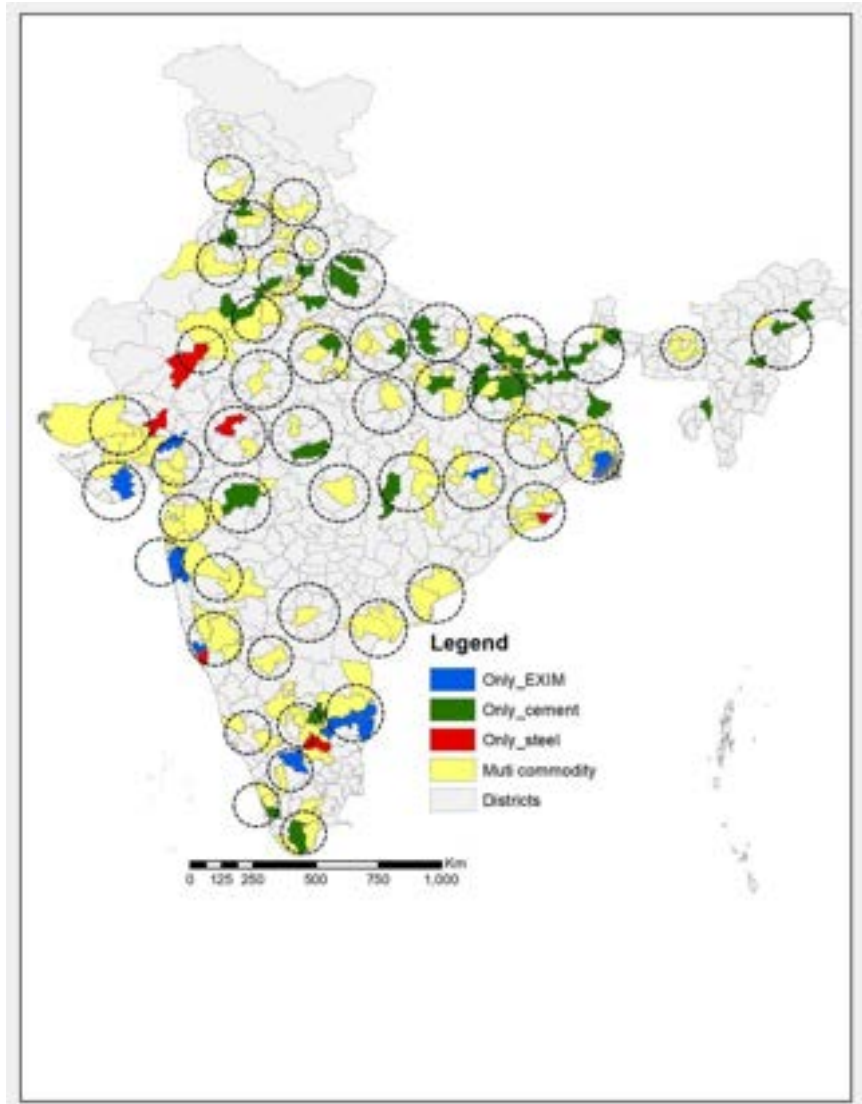 Legend
Only_EXIM
Only_cement
Only_steel
Muti commodity
Districts
Km
0 125 250 500 750 1,000